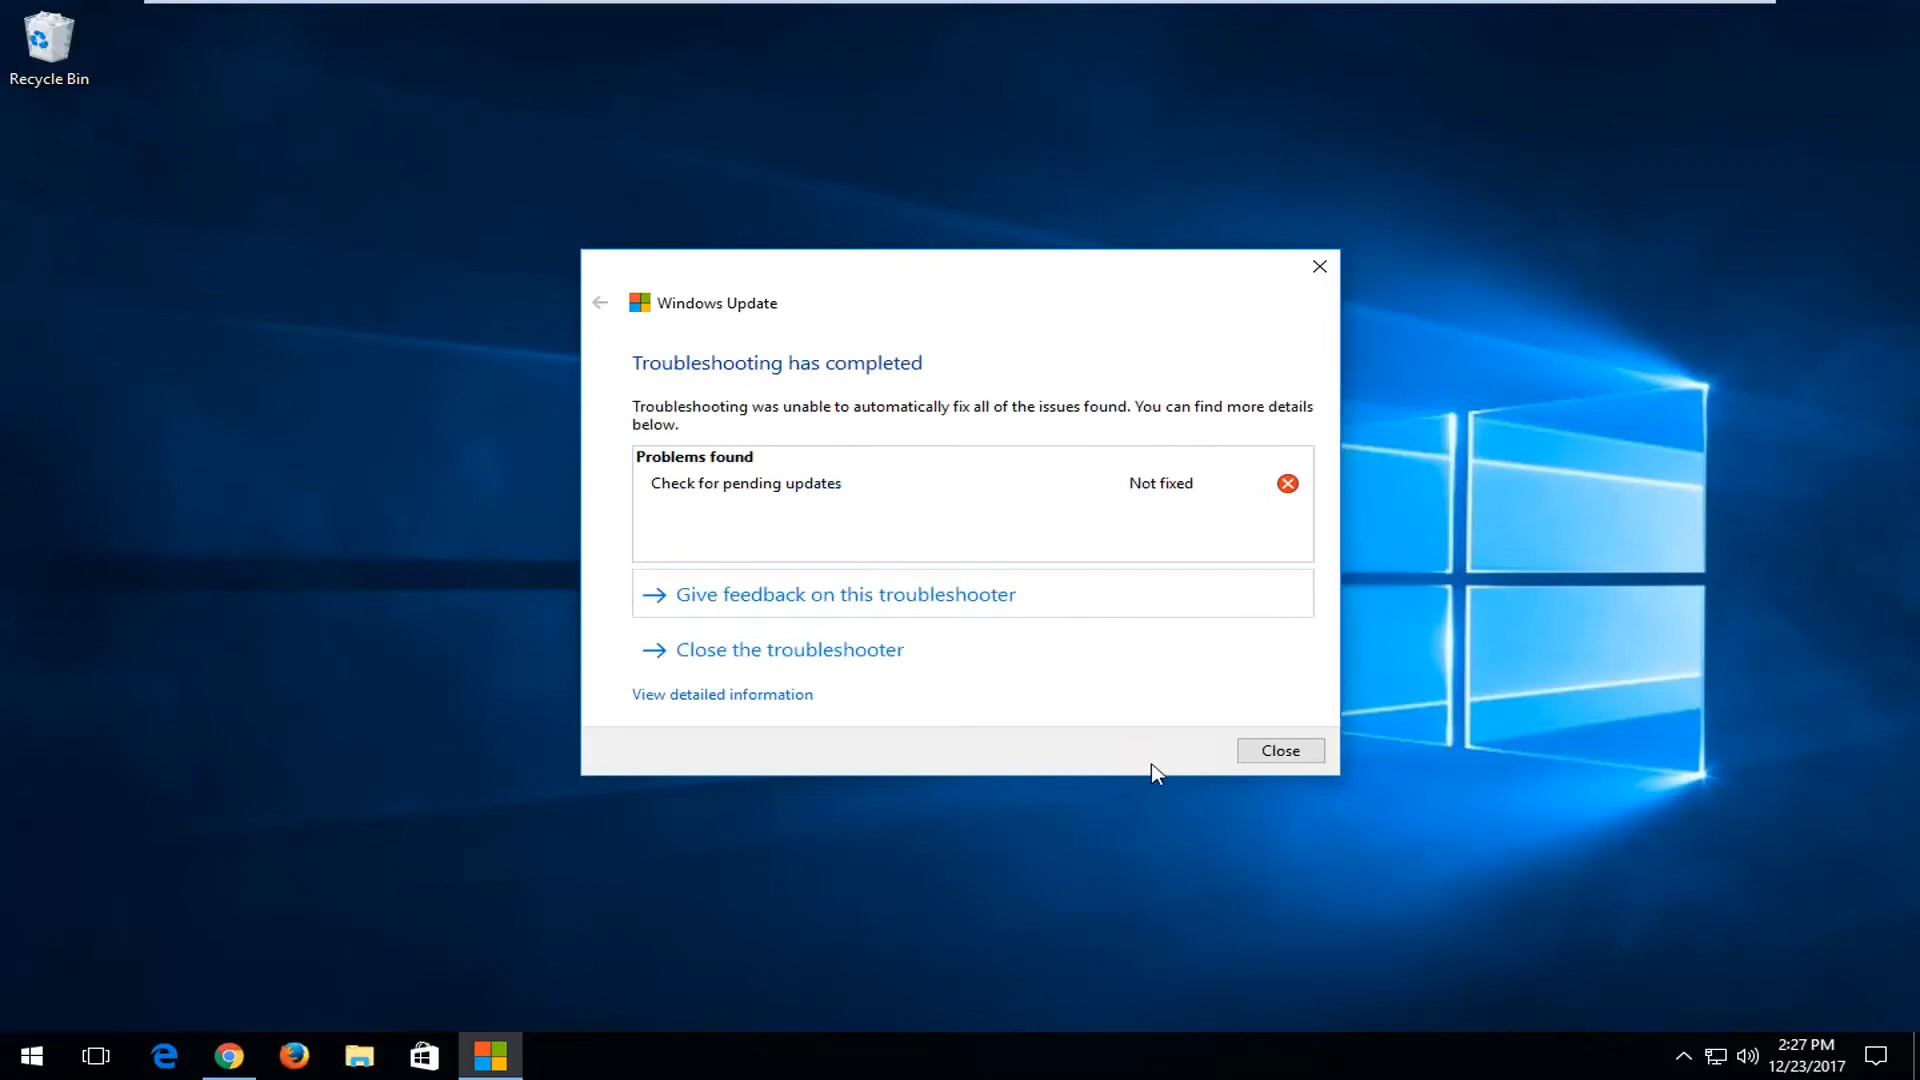 Recycle Bin
Windows Update
Troubleshooting has completed
Troubleshooting was unable to automatically fix all of the issues found. You can find more details
below.
Problems found
Check for pending updates Not fixed
Give feedback on this troubleshooter
Close the troubleshooter
View detailed information
Close
2:27 PM
12/23/2017